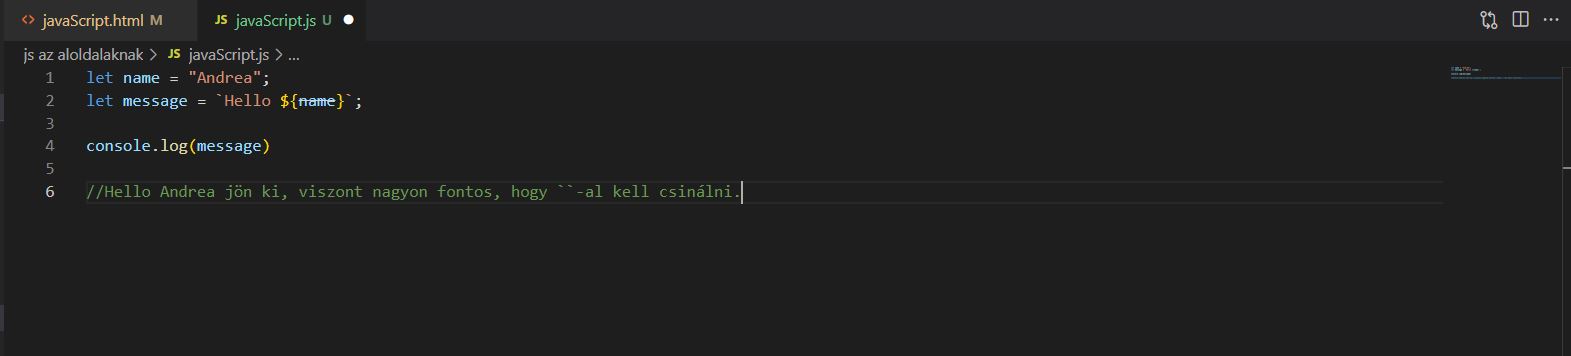 <> javaScript.html M JS javaScript.js U
js az aloldalaknak > JS javaScript.js > ...
1 let name = "Andrea";
2 let message = `Hello ${name}`;
3
4 console.log(message)
5
6 //Hello Andrea jön ki, viszont nagyon fontos, hogy ``-al kell csinálni.